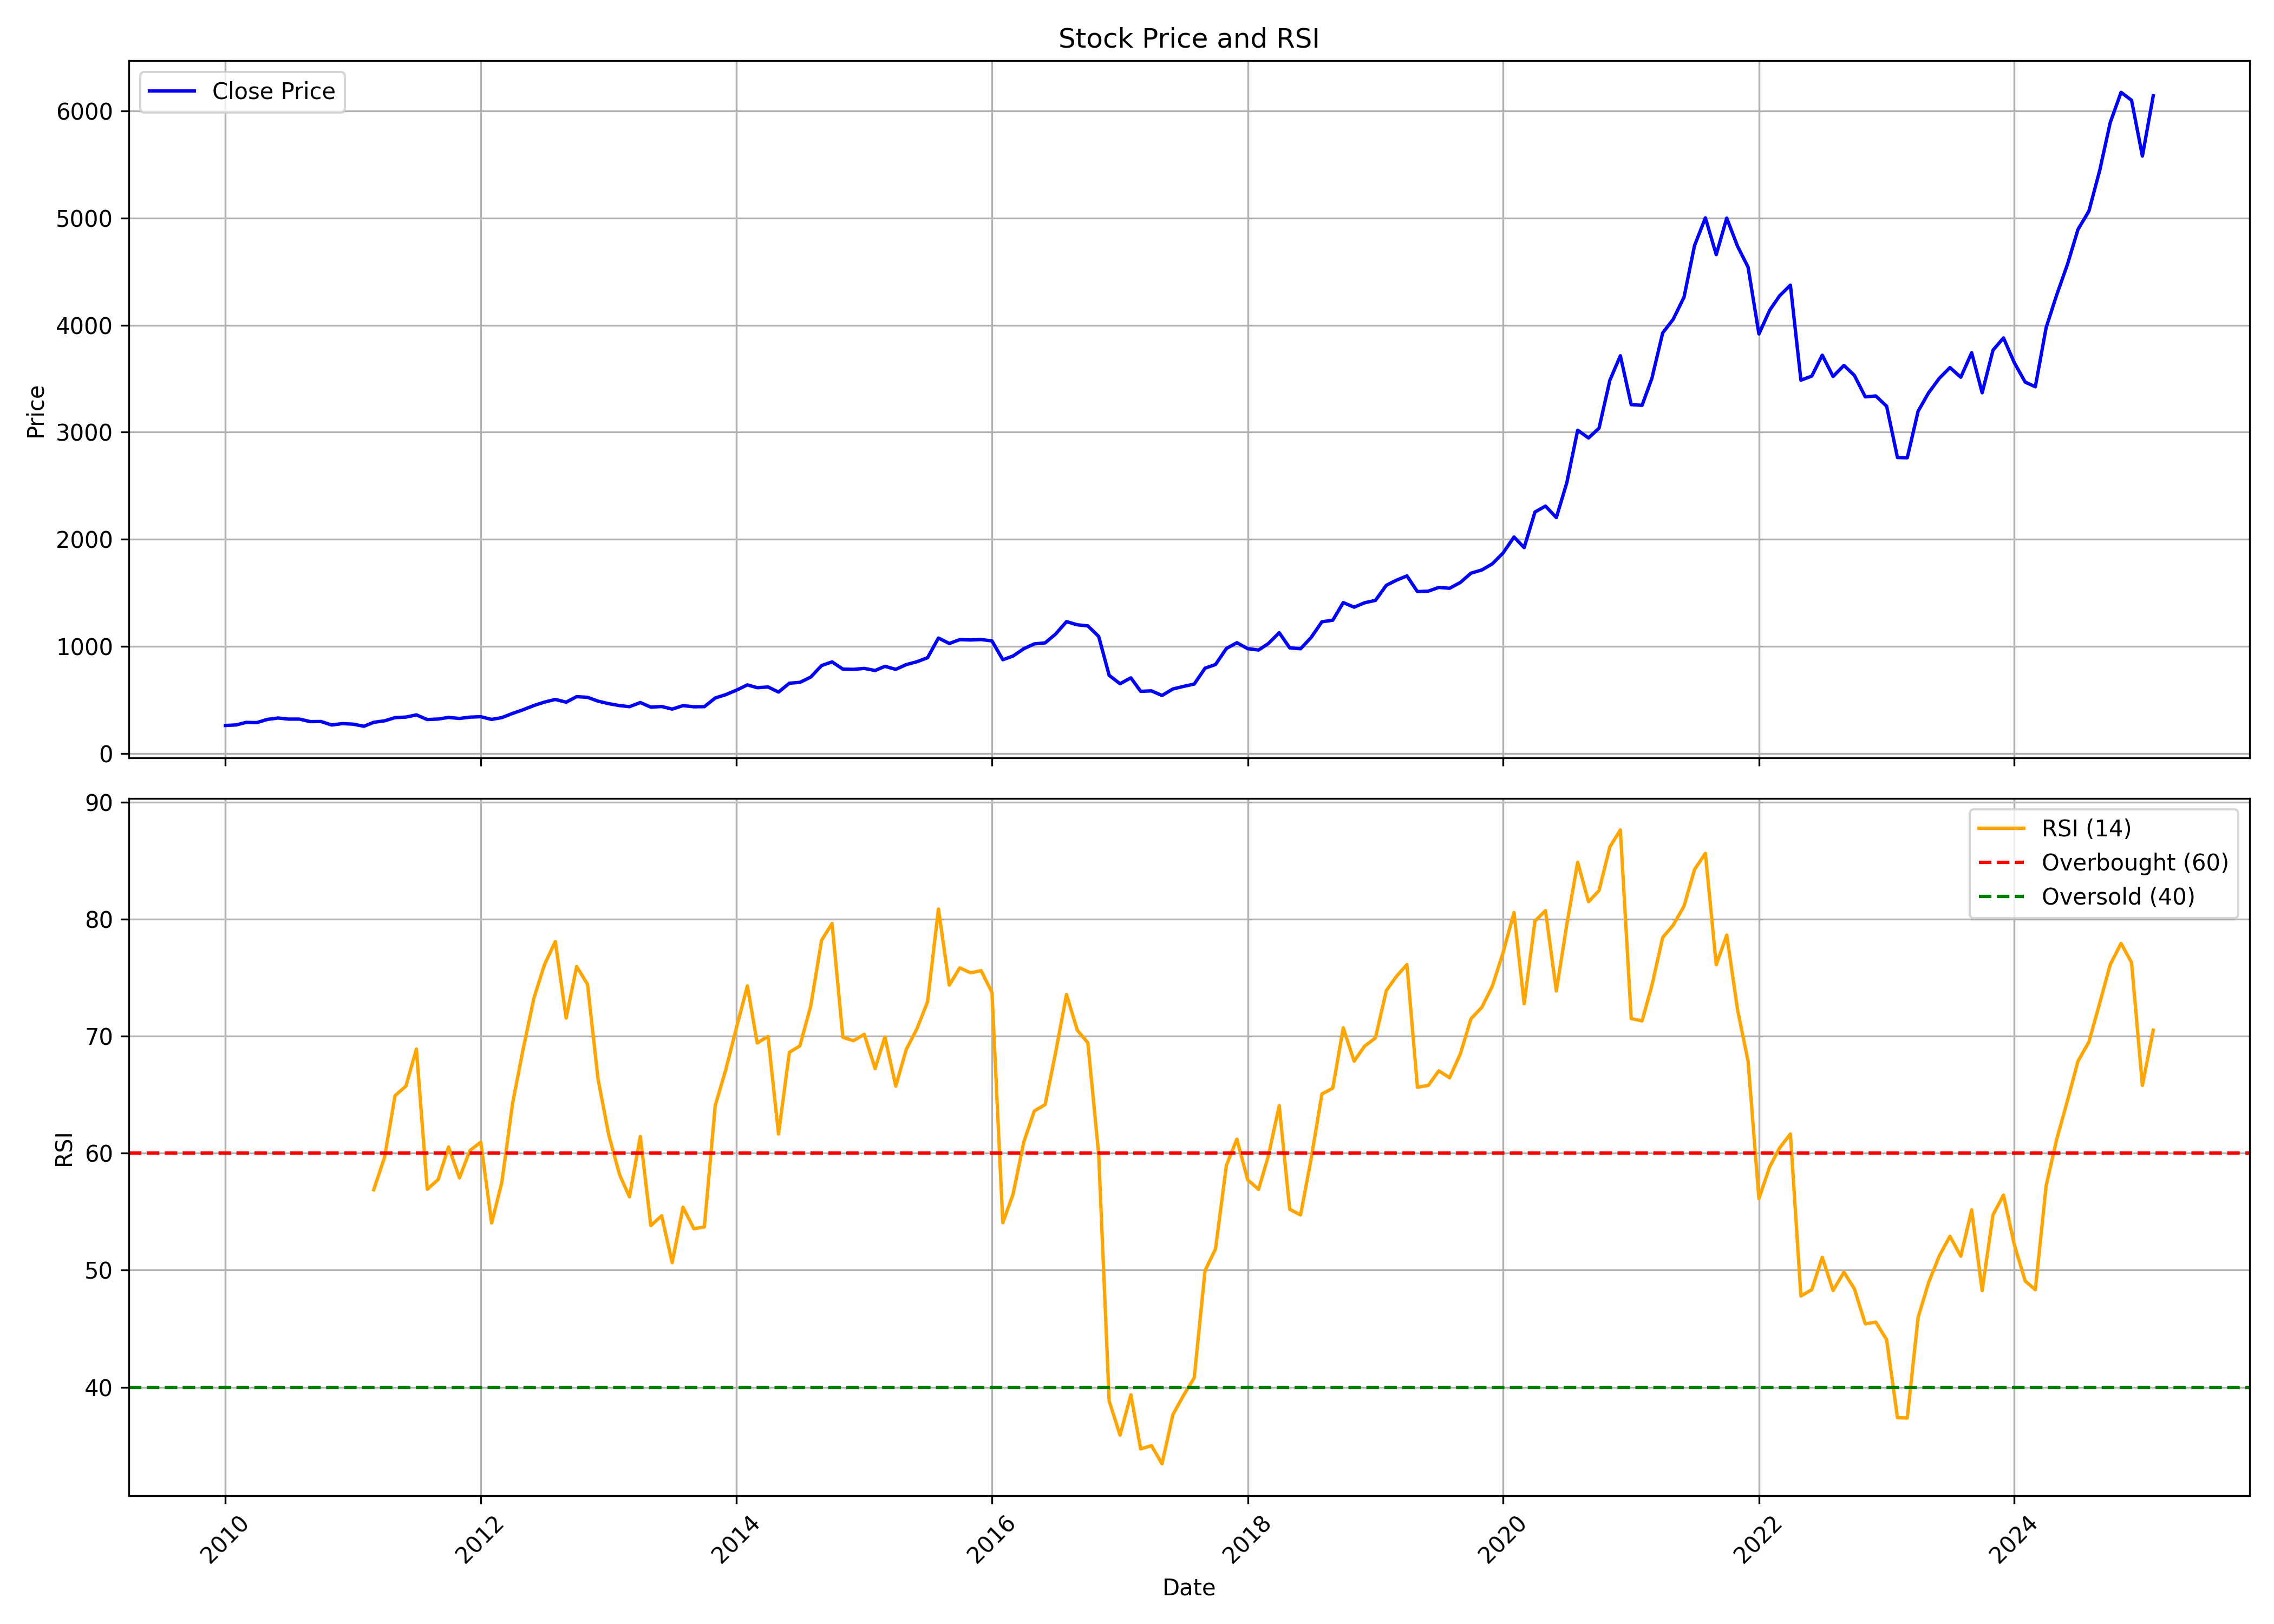 Stock Price and RSI
Close Price
6000
5000
4000
3000
2000
1000
0
Price
RSI (14)
Overbought (60)
Oversold (40)
90
80
70
60
50
40
RSI
2010
2012
2014
2016
2018
2020
2022
2024
Date